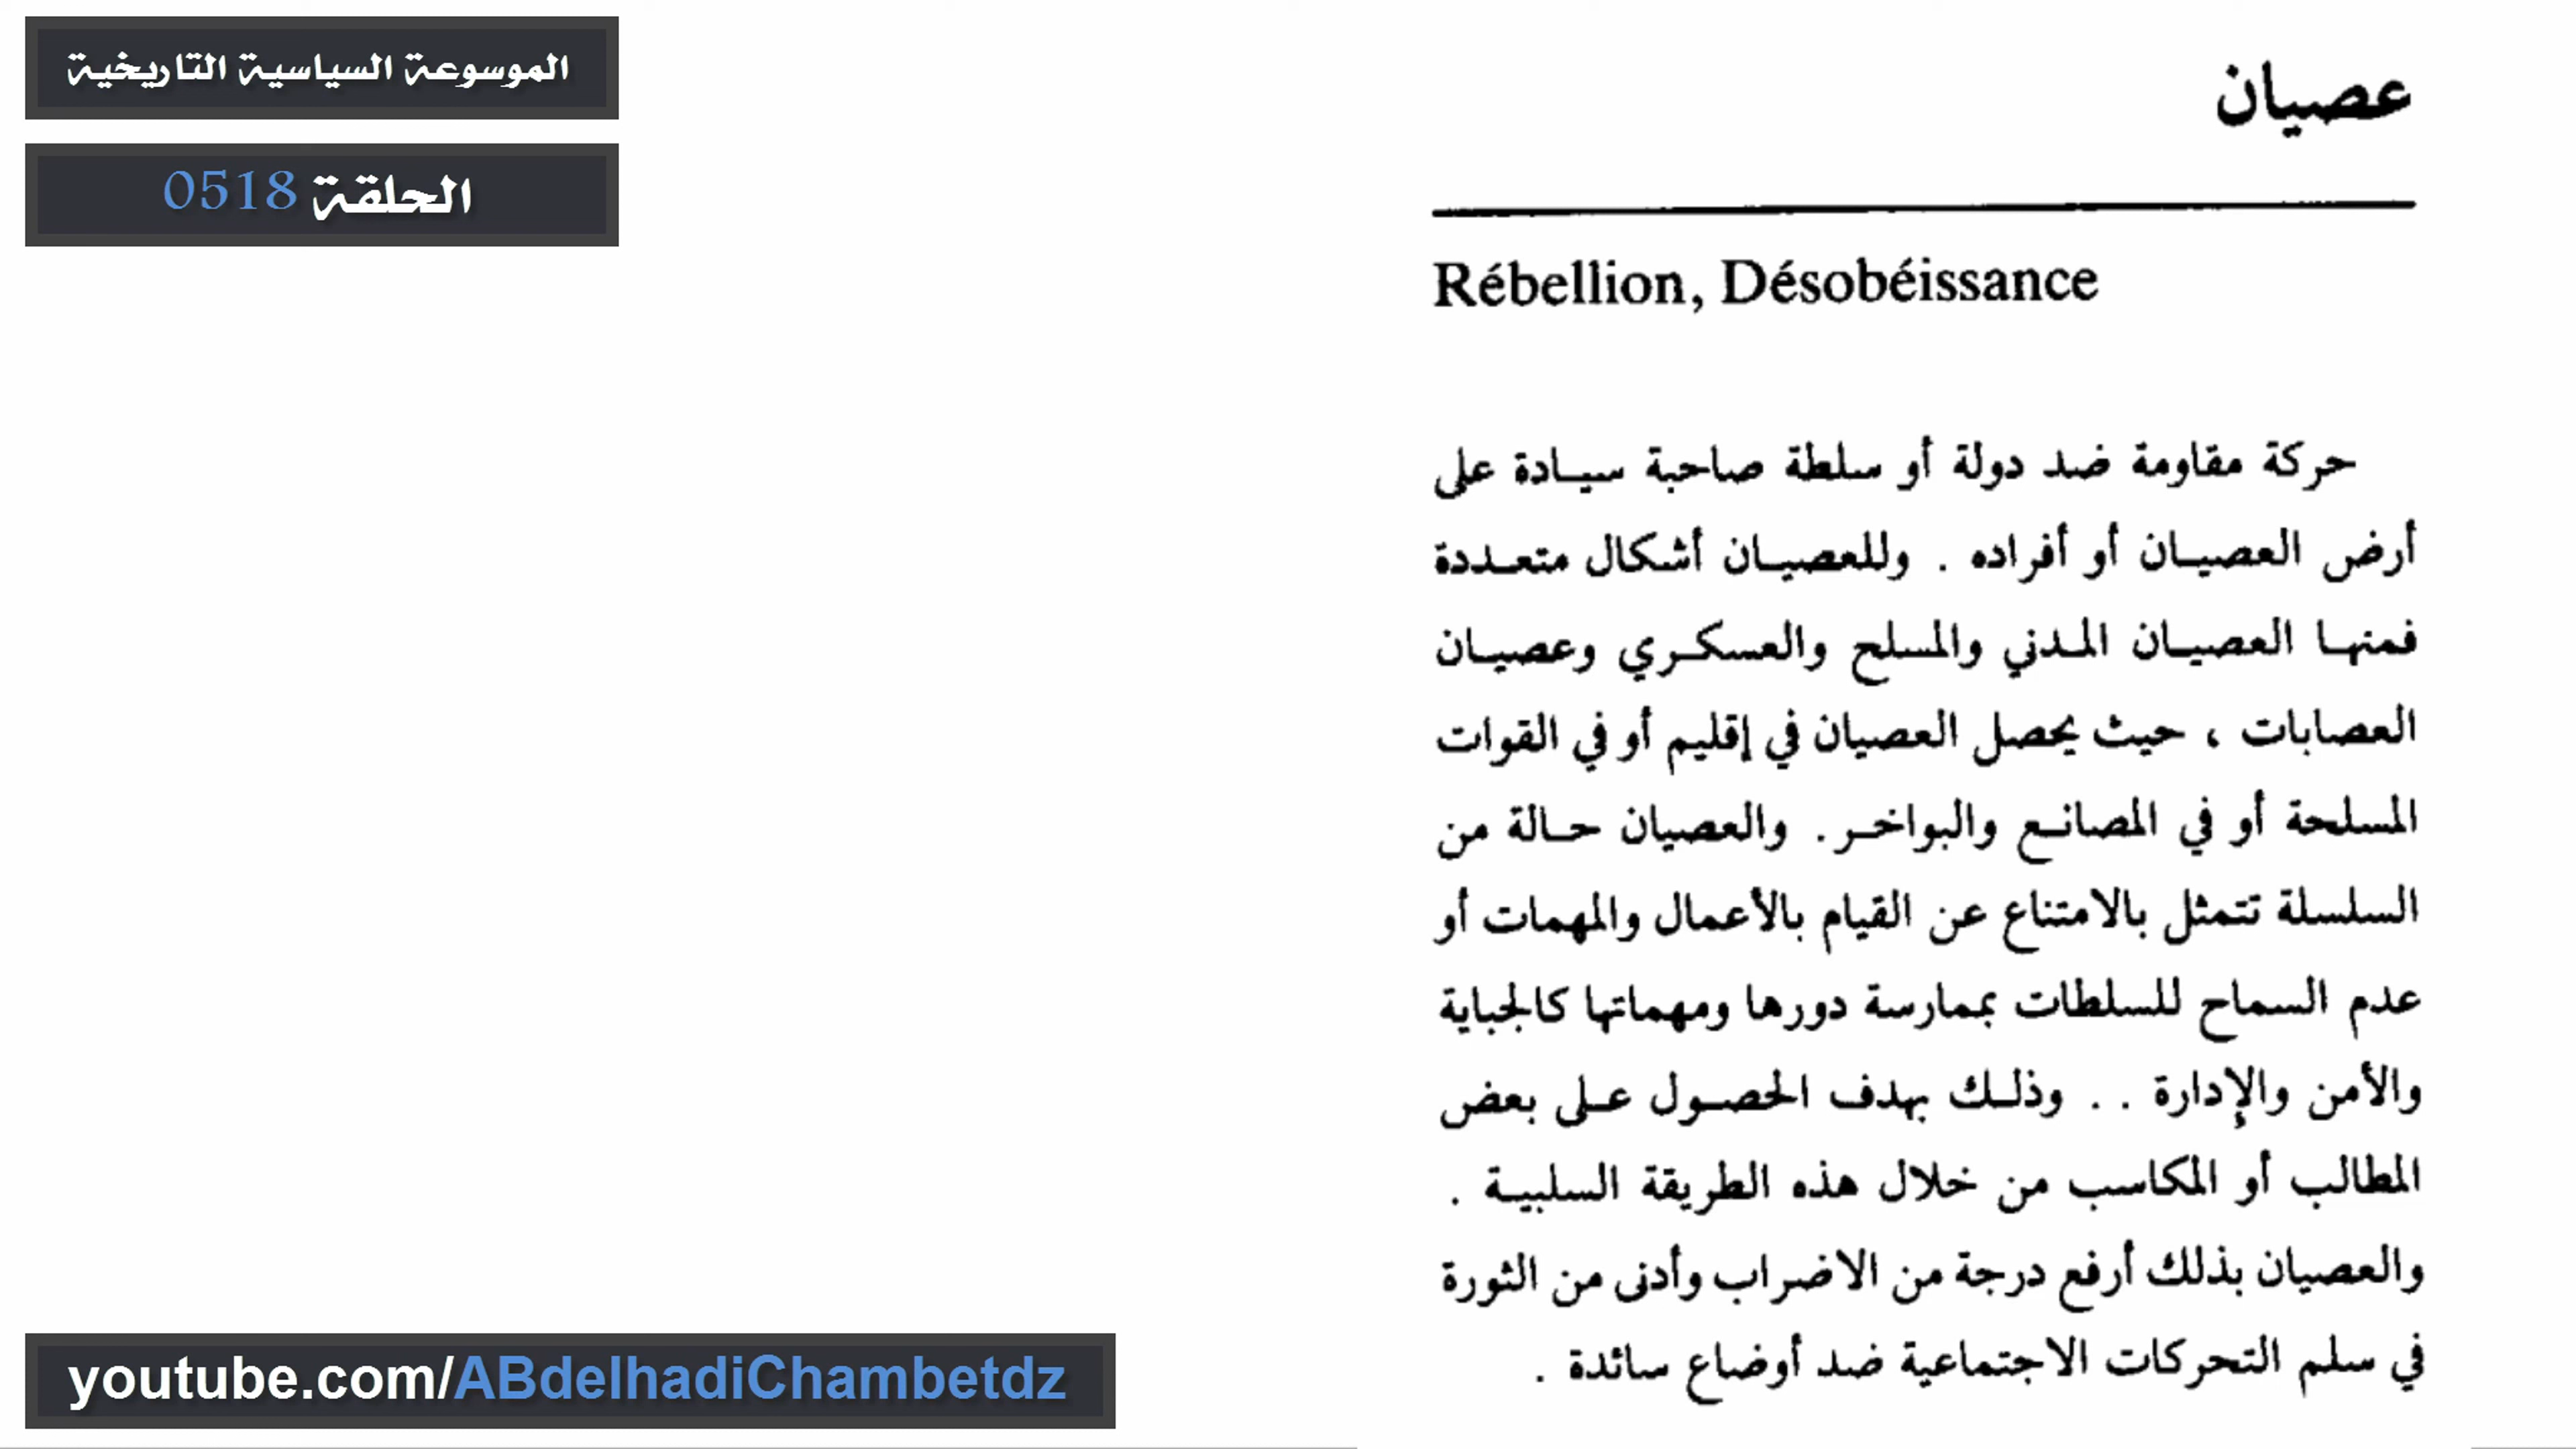 الموسوعة السياسية التاريخية
الحلقة 0518
عصيان
Rébellion, Désobéissance
حركة مقاومة ضد دولة أو سلطة صاحبة سيادة على
أرض العصيان أو أفراده . وللعصيان أشكال متعددة
فمنها العصيان المدني والمسلح والعسكري وعصيان
العصابات ، حيث يحصل العصيان في إقليم أو في القوات
المسلحة أو في المصانع والبواخر . والعصيان حالة من
السلسلة تتمثل بالامتناع عن القيام بالأعمال والمهمات أو
عدم السماح للسلطات بممارسة دورها ومهماتها كالجباية
والأمن والإدارة . . وذلك بهدف الحصول على بعض
المطالب أو المكاسب من خلال هذه الطريقة السلبية .
والعصيان بذلك أرفع درجة من الاضراب وأدنى من الثورة
في سلم التحركات الاجتماعية ضد أوضاع سائدة .
youtube.com/ABdelhadiChambetdz